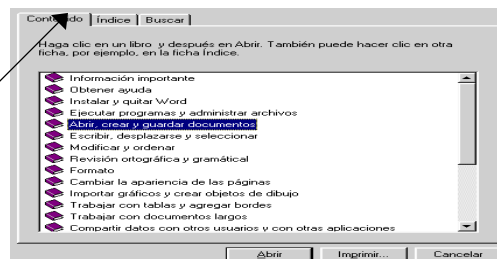 Contenido Índice Buscar
Haga clic en un libro y después en Abrir. También puede hacer clic en otra
ficha, por ejemplo, en la ficha Índice.
Información importante
Obtener ayuda
Instalar y quitar Word
Ejecutar programas y administrar archivos
Abrir, crear y guardar documentos
Escribir, desplazarse y seleccionar
Modificar y ordenar
Revisión ortográfica y gramatical
Formato
Cambiar la apariencia de las páginas
Importar gráficos y crear objetos de dibujo
Trabajar con tablas y agregar bordes
Trabajar con documentos largos
Compartir datos con otros usuarios y con otras aplicaciones
Abrir Imprimir... Cancelar